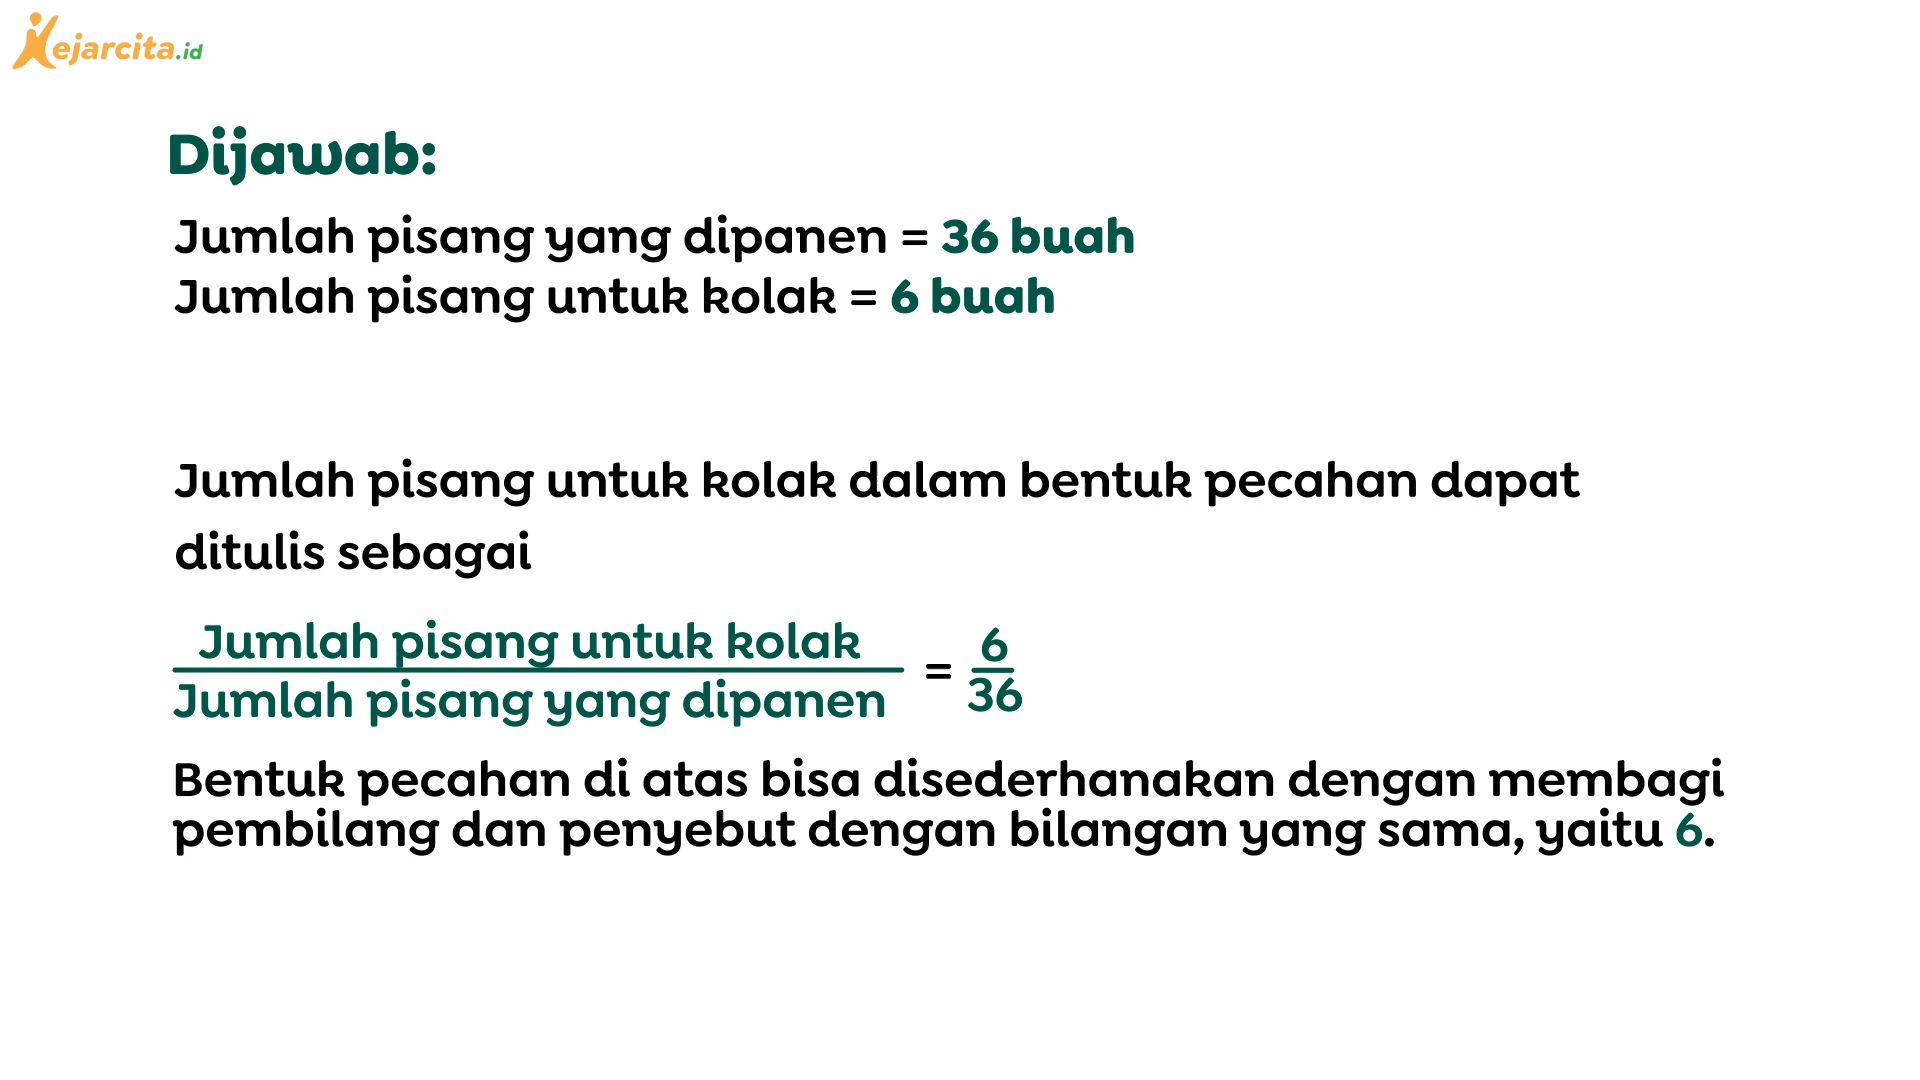 Kejarcita.id
Dijawab:
Jumlah pisang yang dipanen = 36 buah
Jumlah pisang untuk kolak = 6 buah
Jumlah pisang untuk kolak dalam bentuk pecahan dapat
ditulis sebagai
Jumlah pisang untuk kolak
Jumlah pisang yang dipanen
=
6
36
Bentuk pecahan di atas bisa disederhanakan dengan membagi
pembilang dan penyebut dengan bilangan yang sama, yaitu 6.